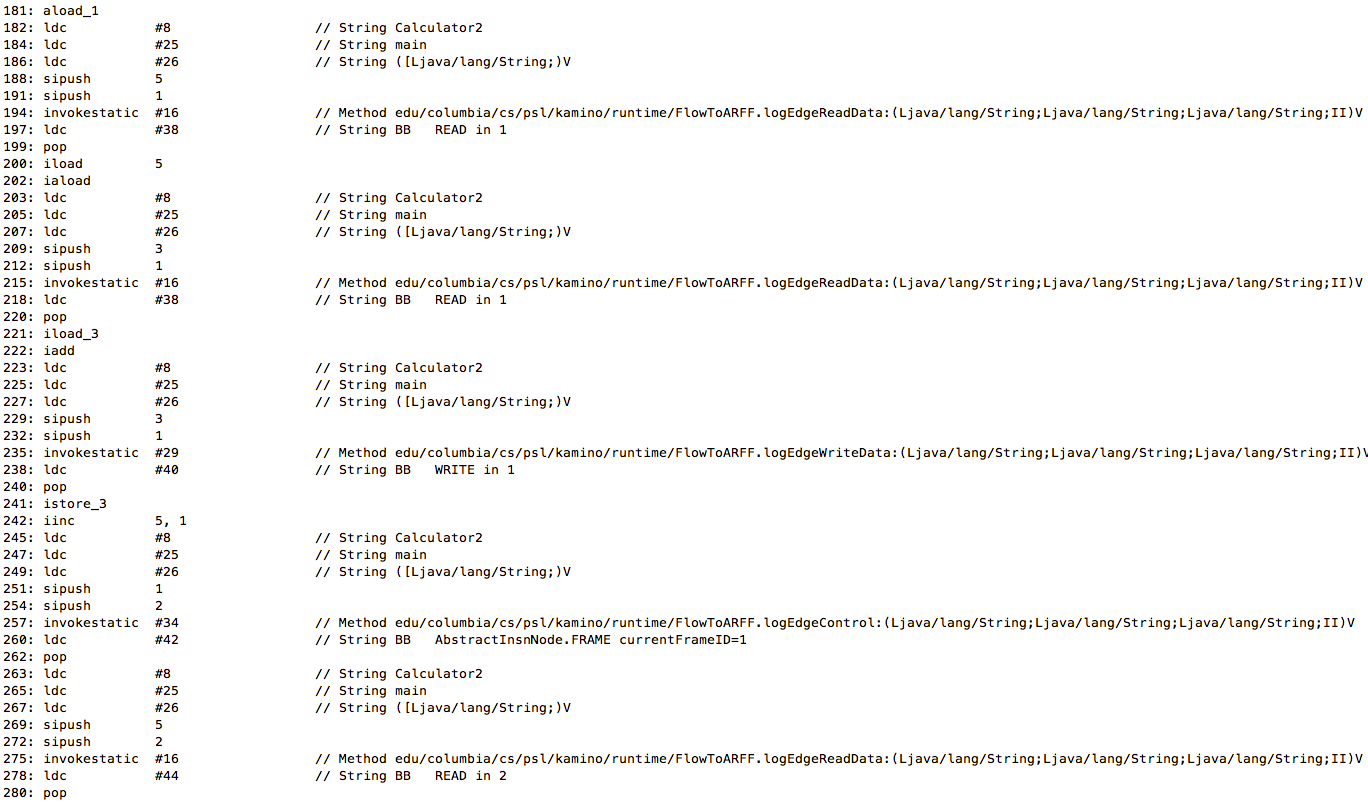 181: aload_1
182: ldc #8 // String Calculator2
184: ldc #25 // String main
186: ldc #26 // String ([Ljava/lang/String;)V
188: sipush 5
191: sipush 1
194: invokestatic #16 // Method edu/columbia/cs/psl/kamino/runtime/FlowToARFF.logEdgeReadData:(Ljava/lang/String;Ljava/lang/String;Ljava/lang/String;II)V
197: ldc #38 // String BB READ in 1
199: pop
200: iload 5
202: iaload
203: ldc #8 // String Calculator2
205: ldc #25 // String main
207: ldc #26 // String ([Ljava/lang/String;)V
209: sipush 3
212: sipush 1
215: invokestatic #16 // Method edu/columbia/cs/psl/kamino/runtime/FlowToARFF.logEdgeReadData:(Ljava/lang/String;Ljava/lang/String;Ljava/lang/String;II)V
218: ldc #38 // String BB READ in 1
220: pop
221: iload_3
222: iadd
223: ldc #8 // String Calculator2
225: ldc #25 // String main
227: ldc #26 // String ([Ljava/lang/String;)V
229: sipush 3
232: sipush 1
235: invokestatic #29 // Method edu/columbia/cs/psl/kamino/runtime/FlowToARFF.logEdgeWriteData:(Ljava/lang/String;Ljava/lang/String;Ljava/lang/String;II)V
238: ldc #40 // String BB WRITE in 1
240: pop
241: istore_3
242: iinc 5, 1
245: ldc #8 // String Calculator2
247: ldc #25 // String main
249: ldc #26 // String ([Ljava/lang/String;)V
251: sipush 1
254: sipush 2
257: invokestatic #34 // Method edu/columbia/cs/psl/kamino/runtime/FlowToARFF.logEdgeControl:(Ljava/lang/String;Ljava/lang/String;Ljava/lang/String;II)V
260: ldc #42 // String BB AbstractInsnNode.FRAME currentFrameID=1
262: pop
263: ldc #8 // String Calculator2
265: ldc #25 // String main
267: ldc #26 // String ([Ljava/lang/String;)V
269: sipush 5
272: sipush 2
275: invokestatic #16 // Method edu/columbia/cs/psl/kamino/runtime/FlowToARFF.logEdgeReadData:(Ljava/lang/String;Ljava/lang/String;Ljava/lang/String;II)V
278: ldc #44 // String BB READ in 2
280: pop